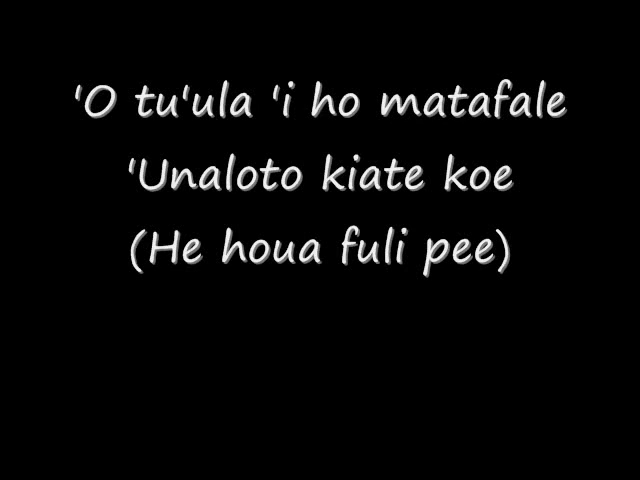 'O tu'ula 'i ho matafale
'Unaloto kiate koe
(He houa fuli pee)